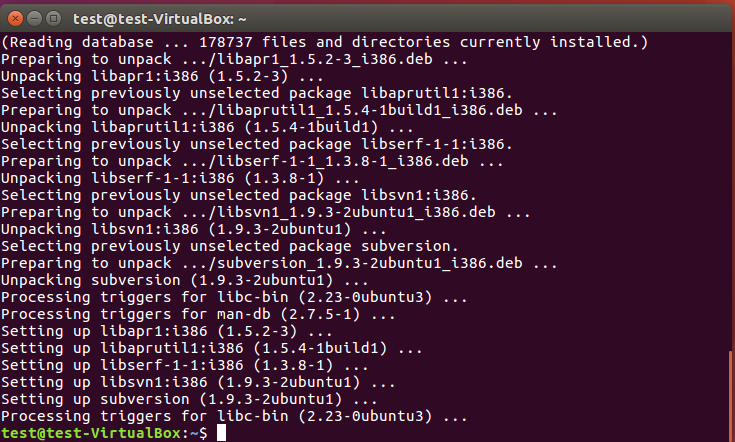 test@test-VirtualBox: ~
(Reading database ... 178737 files and directories currently installed.)
Preparing to unpack .../libapr1_1.5.2-3_i386.deb ...
Unpacking libapr1:i386 (1.5.2-3) ...
Selecting previously unselected package libaprutil1:i386.
Preparing to unpack .../libaprutil1_1.5.4-1build1_i386.deb ...
Unpacking libaprutil1:i386 (1.5.4-1build1) ...
Selecting previously unselected package libserf-1-1:i386.
Preparing to unpack .../libserf-1-1_1.3.8-1_i386.deb ...
Unpacking libserf-1-1:i386 (1.3.8-1) ...
Selecting previously unselected package libsvn1:i386.
Preparing to unpack .../libsvn1_1.9.3-2ubuntu1_i386.deb ...
Unpacking libsvn1:i386 (1.9.3-2ubuntu1) ...
Selecting previously unselected package subversion.
Preparing to unpack .../subversion_1.9.3-2ubuntu1_i386.deb ...
Unpacking subversion (1.9.3-2ubuntu1) ...
Processing triggers for libc-bin (2.23-0ubuntu3) ...
Processing triggers for man-db (2.7.5-1) ...
Setting up libapr1:i386 (1.5.2-3) ...
Setting up libaprutil1:i386 (1.5.4-1build1) ...
Setting up libserf-1-1:i386 (1.3.8-1) ...
Setting up libsvn1:i386 (1.9.3-2ubuntu1) ...
Setting up subversion (1.9.3-2ubuntu1) ...
Processing triggers for libc-bin (2.23-0ubuntu3) ...
test@test-VirtualBox:~$